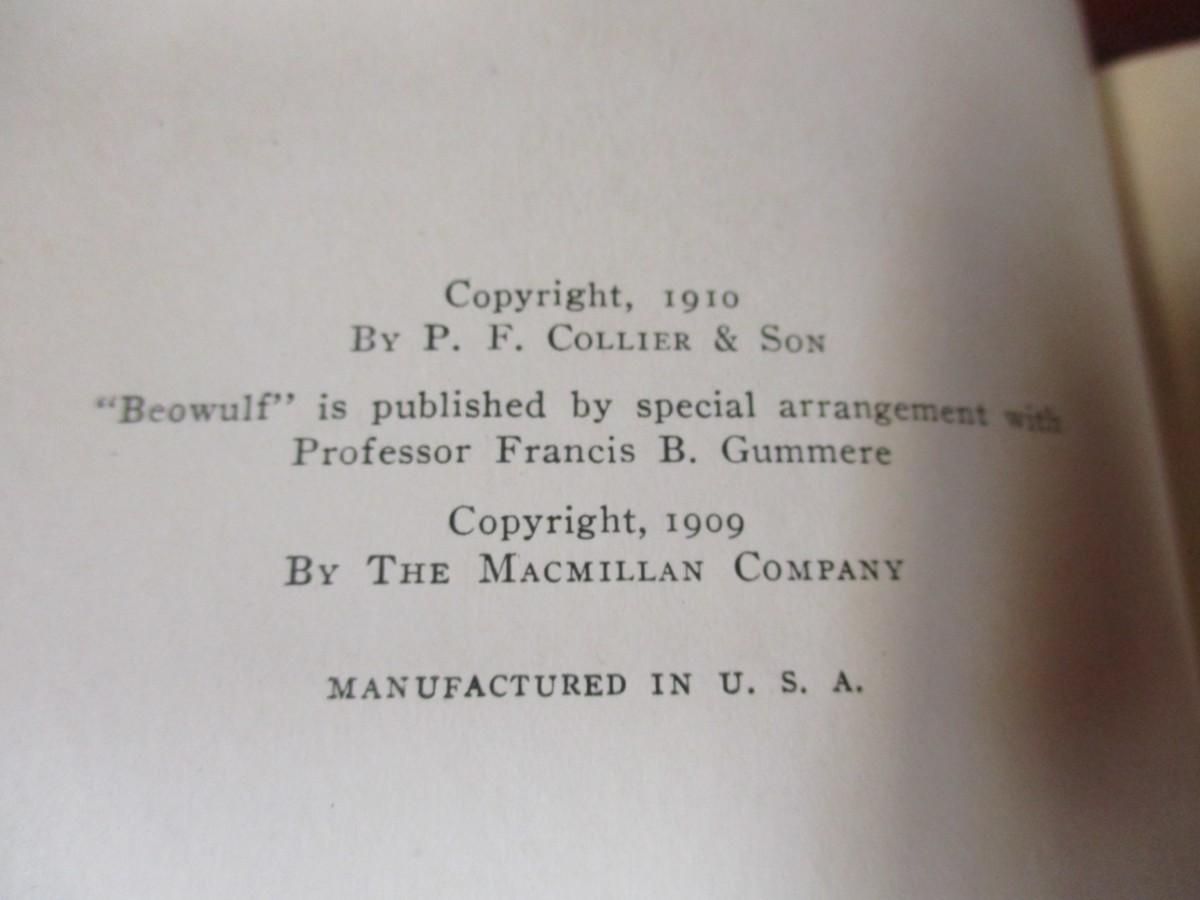 Copyright, 1910
By P. F. Collier & Son
“Beowulf” is published by special arrangement with
Professor Francis B. Gummere
Copyright, 1909
By The Macmillan Company
MANUFACTURED IN U. S. A.